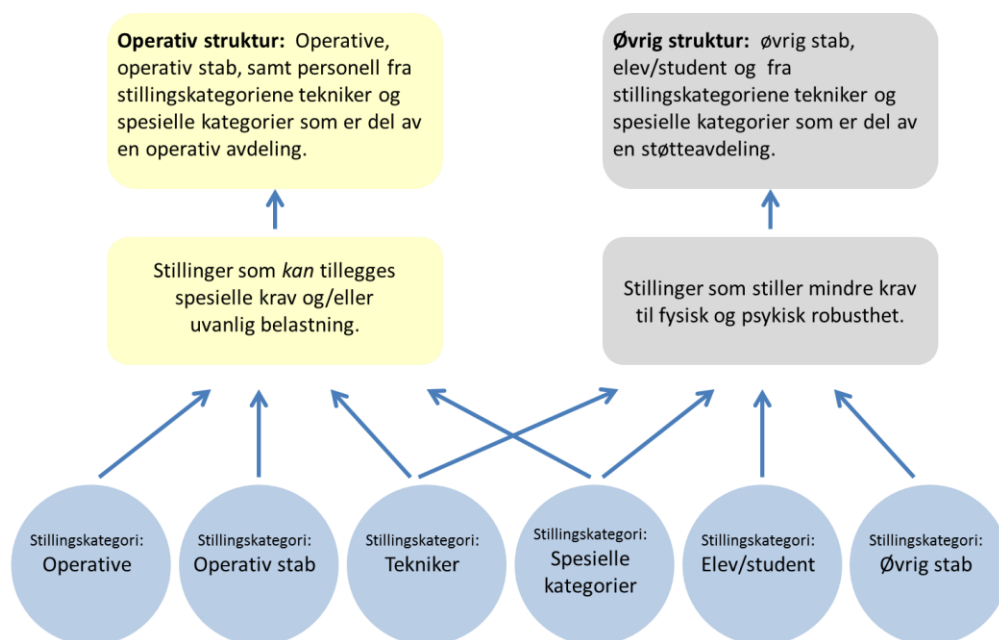 Operativ struktur: Operative,
operativ stab, samt personell fra
stillingskategoriene tekniker og
spesielle kategorier som er del av
en operativ avdeling.
Øvrig struktur: øvrig stab,
elev/student og fra
stillingskategoriene tekniker og
spesielle kategorier som er del av
en støtteavdeling.
Stillinger som kan tillegges
spesielle krav og/eller
uvanlig belastning.
Stillinger som stiller mindre krav
til fysisk og psykisk robusthet.
Stillingskategori:
Operative
Stillingskategori:
Operativ stab
Stillingskategori:
Tekniker
Stillingskategori:
Spesielle
kategorier
Stillingskategori:
Elev/student
Stillingskategori:
Øvrig stab